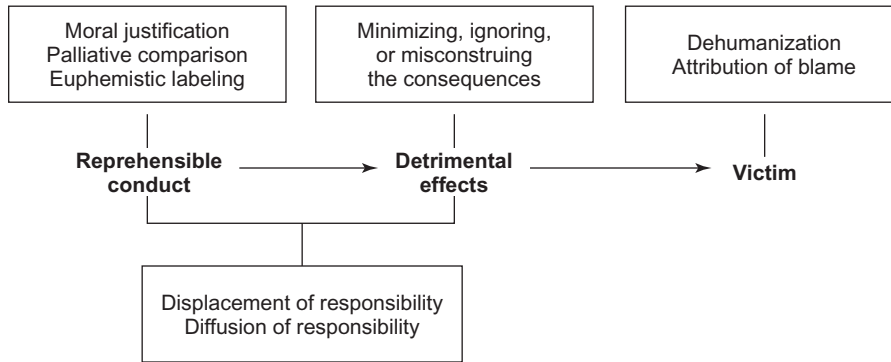 Moral justification
Palliative comparison
Euphemistic labeling
Minimizing, ignoring,
or misconstruing
the consequences
Dehumanization
Attribution of blame
Reprehensible
conduct
Detrimental
effects
Victim
Displacement of responsibility
Diffusion of responsibility